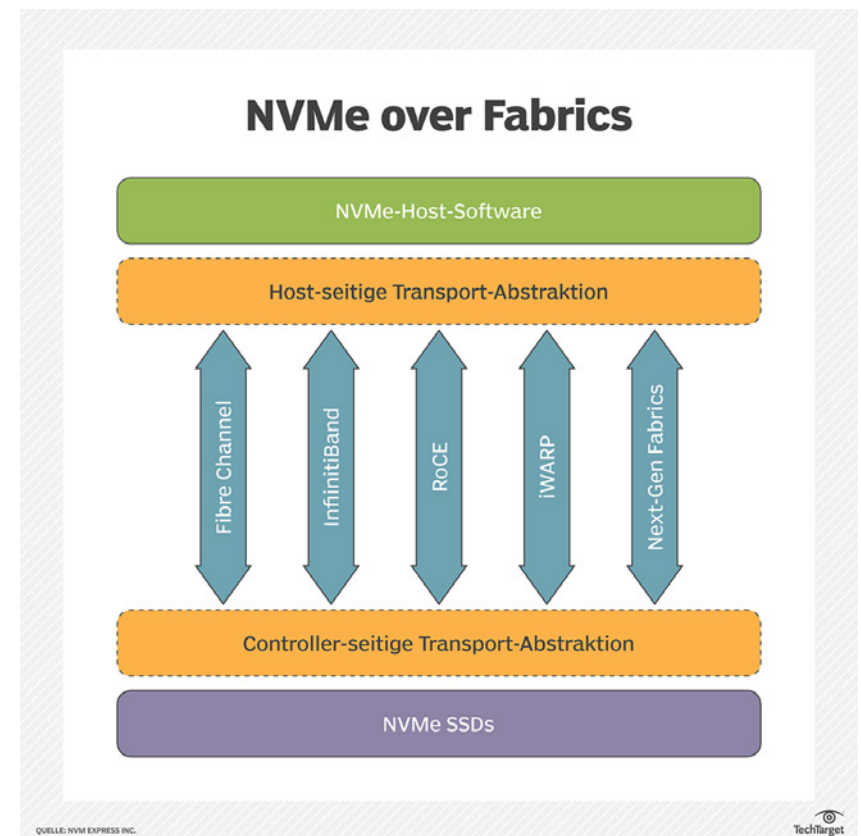 NVMe over Fabrics
NVMe-Host-Software
Host-seitige Transport-Abstraktion
Fibre Channel
InfiinitiBand
RoCE
iWARP
Next-Gen Fabrics
Controller-seitige Transport-Abstraktion
NVMe SSDs
QUELLE: NVM EXPRESS INC.
TechTarget